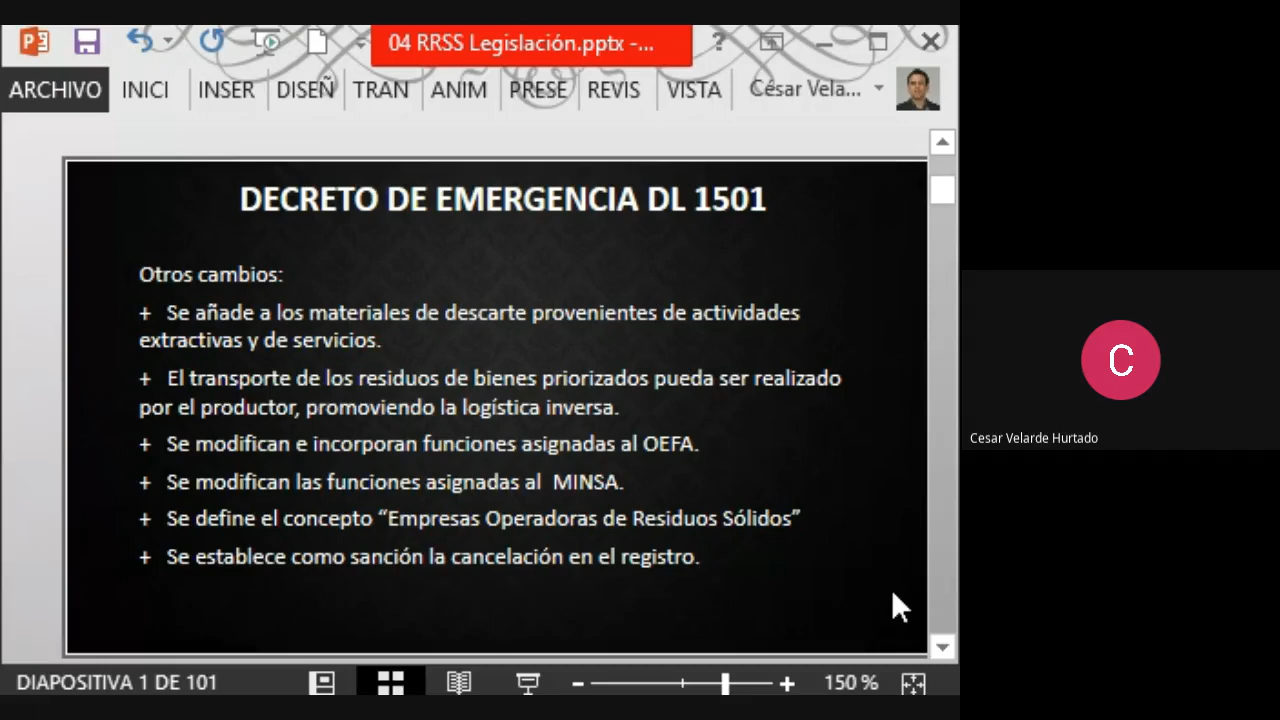 04 RRSS Legislación.pptx -...
?
ARCHIVO INICI INSER DISEÑ TRAN ANIM PRESE REVIS VISTA César Vela...
DECRETO DE EMERGENCIA DL 1501
Otros cambios:
+ Se añade a los materiales de descarte provenientes de actividades
extractivas y de servicios.
+ El transporte de los residuos de bienes priorizados pueda ser realizado
por el productor, promoviendo la logística inversa.
+ Se modifican e incorporan funciones asignadas al OEFA.
+ Se modifican las funciones asignadas al MINSA.
+ Se define el concepto “Empresas Operadoras de Residuos Sólidos”
+ Se establece como sanción la cancelación en el registro.
DIAPOSITIVA 1 DE 101
150 %
C
Cesar Velarde Hurtado